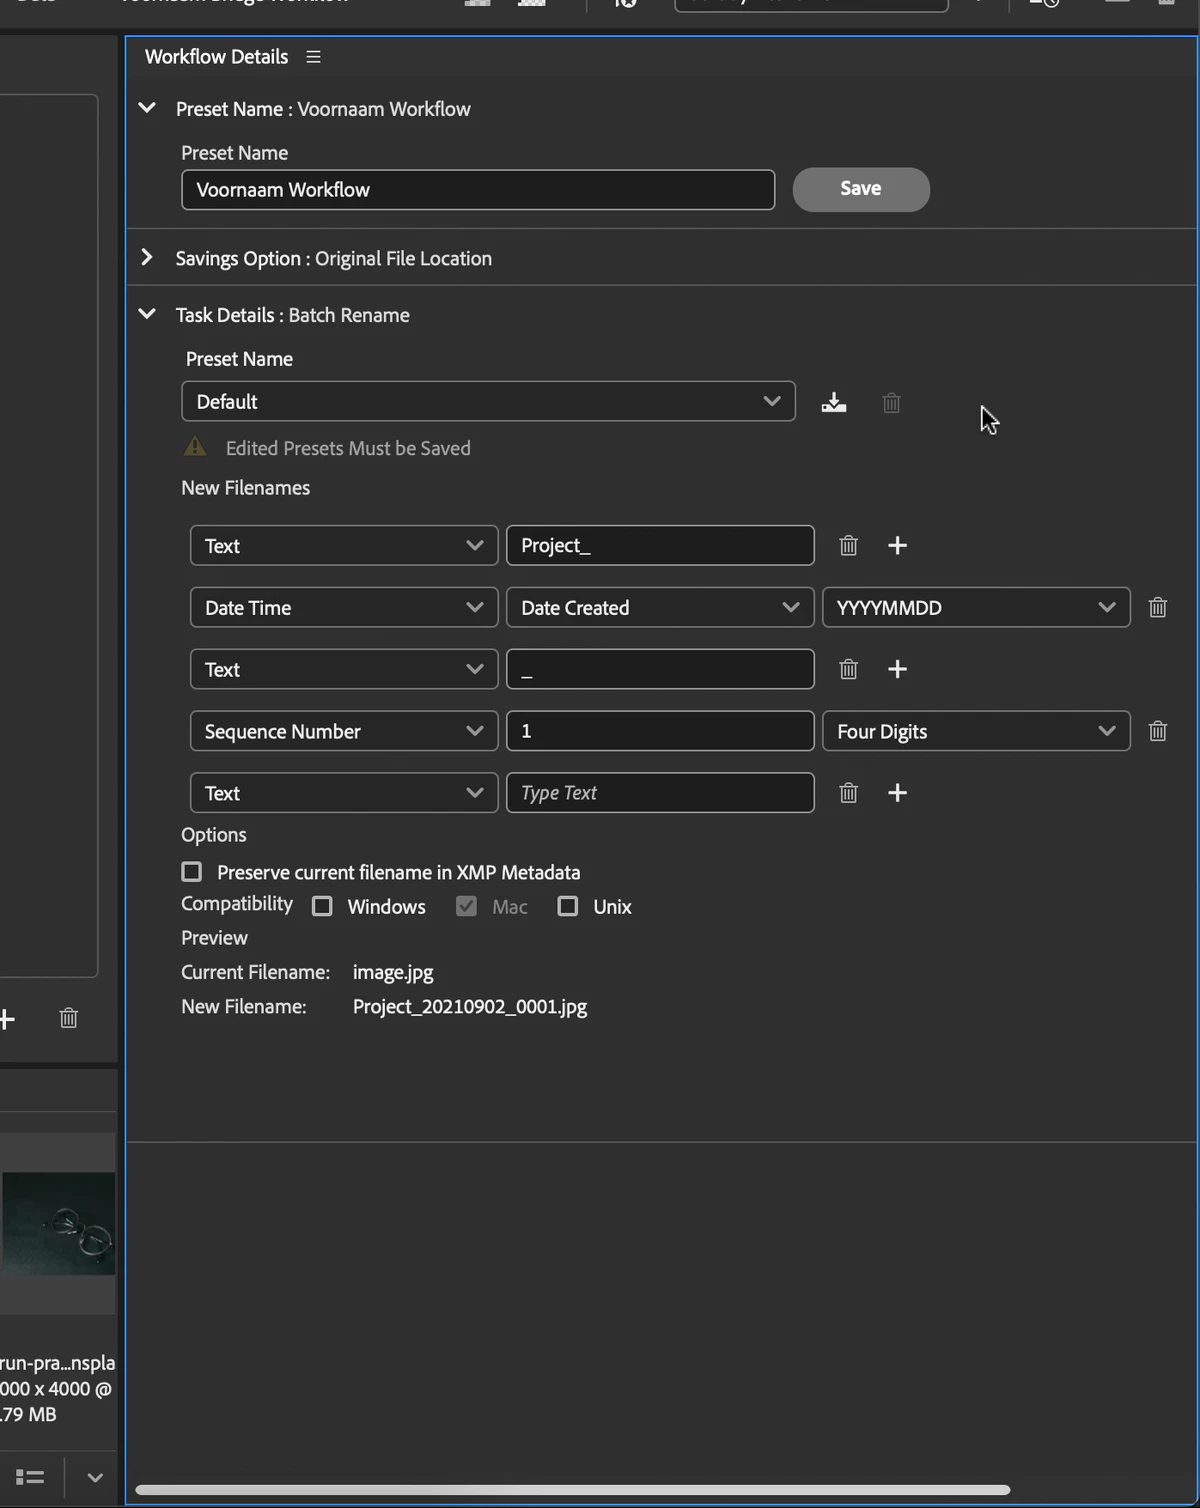 Workflow Details
Preset Name : Voornaam Workflow
Preset Name
Voornaam Workflow
Save
Savings Option : Original File Location
Task Details : Batch Rename
Preset Name
Default
Edited Presets Must be Saved
New Filenames
Text Project_
Date Time Date Created YYYYMMDD
Text _
Sequence Number 1 Four Digits
Text Type Text
Options
Preserve current filename in XMP Metadata
Compatibility Windows Mac Unix
Preview
Current Filename: image.jpg
New Filename: Project_20210902_0001.jpg
run-pra...nspla
000 x 4000 @
.79 MB